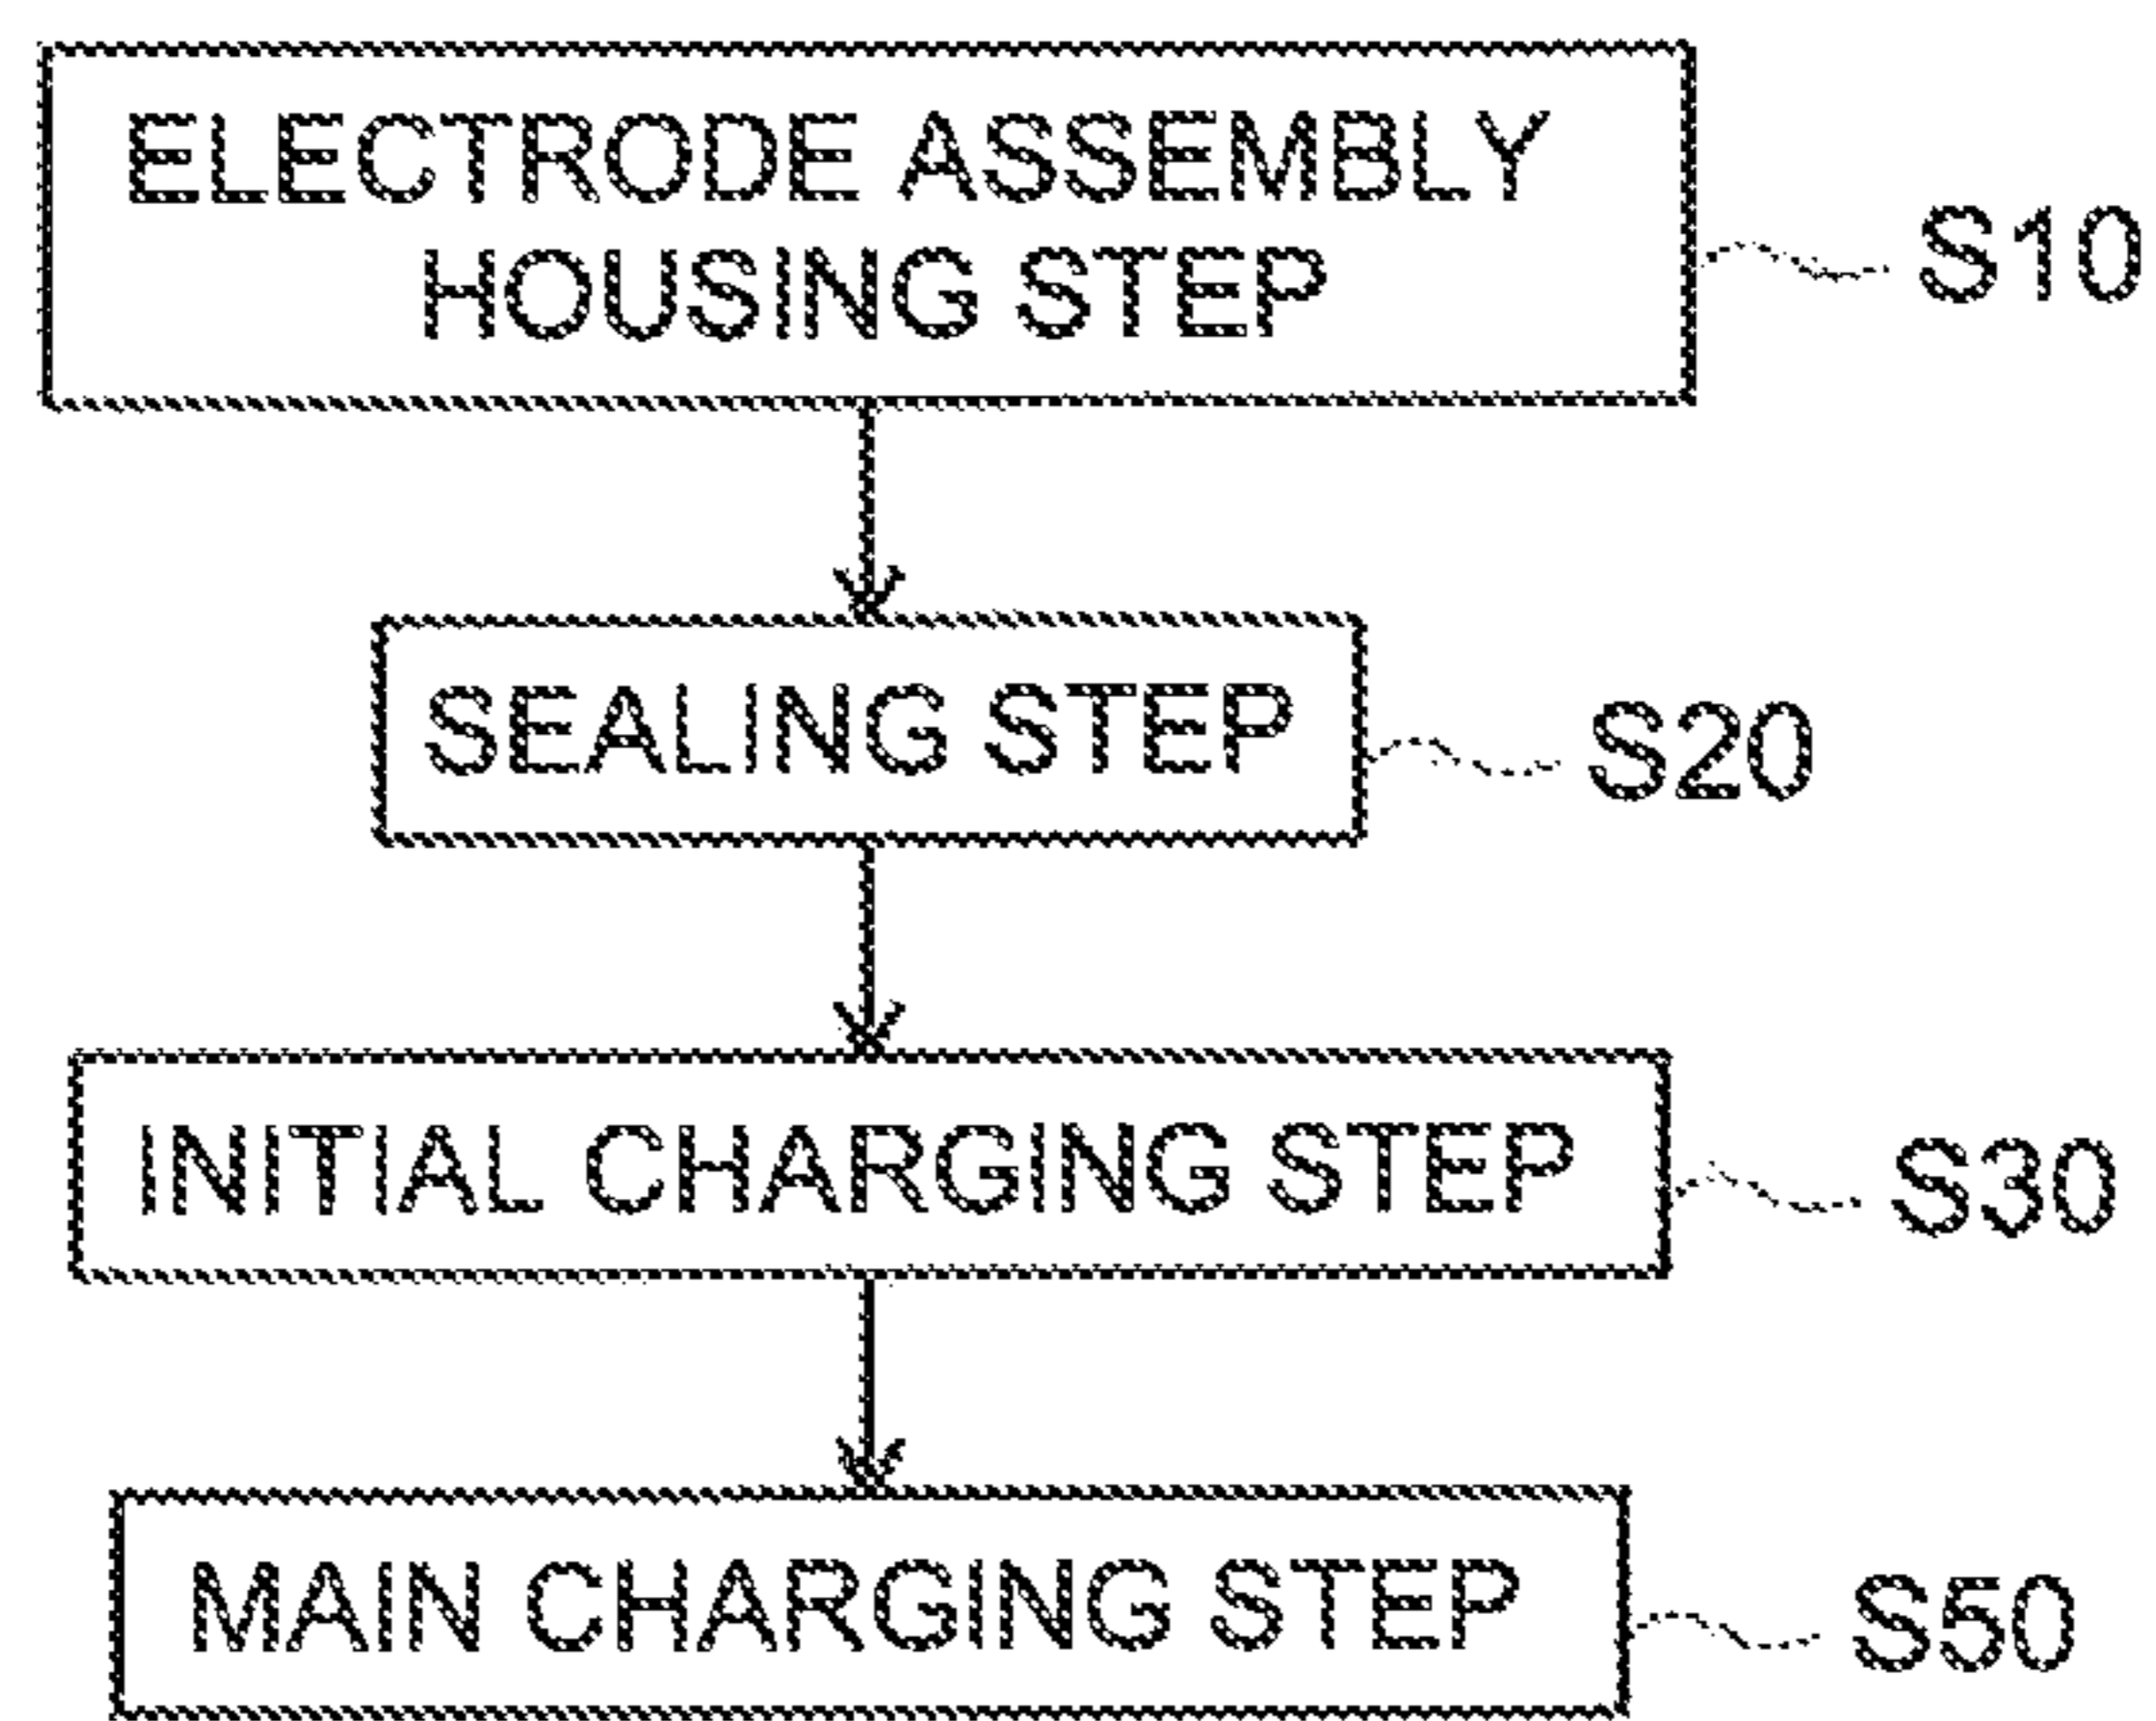 ELECTRODE ASSEMBLY
HOUSING STEP
S10
SEALING STEP
S20
INITIAL CHARGING STEP
S30
MAIN CHARGING STEP
S50